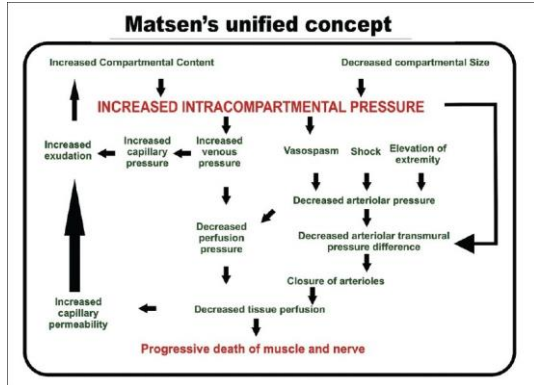 Matsen's unified concept
Increased Compartmental Content
Decreased compartmental Size
INCREASED INTRACOMPARTMENTAL PRESSURE
Increased
exudation
Increased
capillary
pressure
Increased
venous
pressure
Vasospasm
Shock
Elevation of
extremity
Decreased arteriolar pressure
Decreased
perfusion
pressure
Decreased arteriolar transmural
pressure difference
Closure of arterioles
Increased
capillary
permeability
Decreased tissue perfusion
Progressive death of muscle and nerve